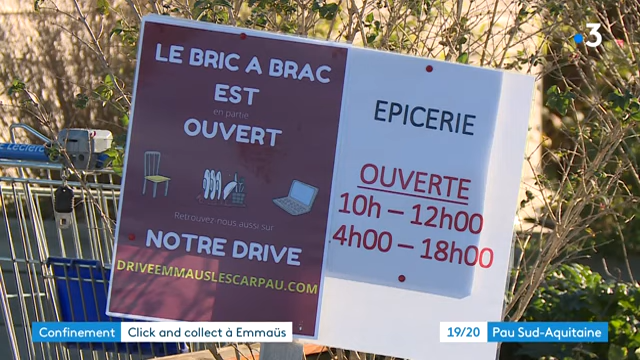 3
LE BRIC A BRAC
EST
en partie
OUVERT
Retrouvez-nous aussi sur
NOTRE DRIVE
DRIVEEMMAUSLESCARPAU.COM
EPICERIE
OUVERTE
10h – 12h00
4h00 – 18h00
E.Leclerc
Confinement
Click and collect à Emmaüs
19/20
Pau Sud-Aquitaine